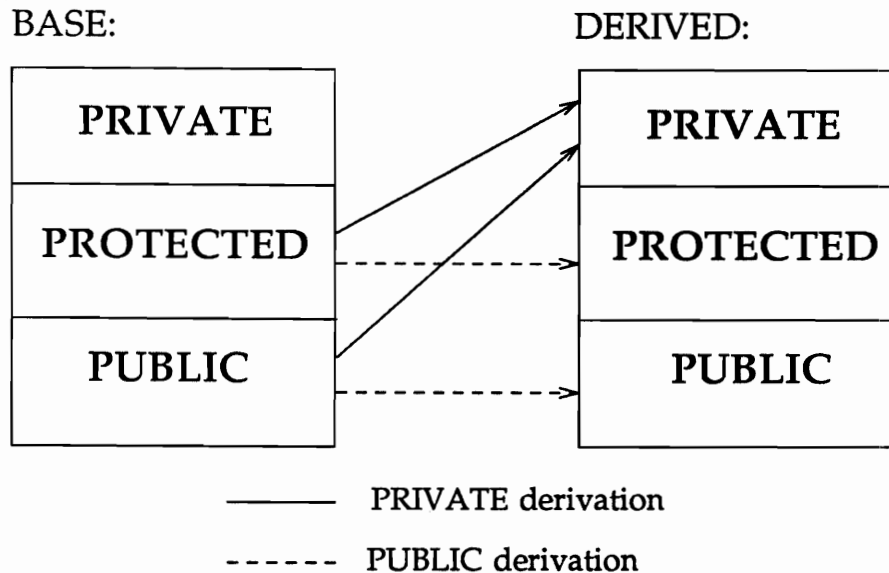 BASE:
DERIVED:
PRIVATE
PRIVATE
PROTECTED
PROTECTED
PUBLIC
PUBLIC
PRIVATE derivation
PUBLIC derivation